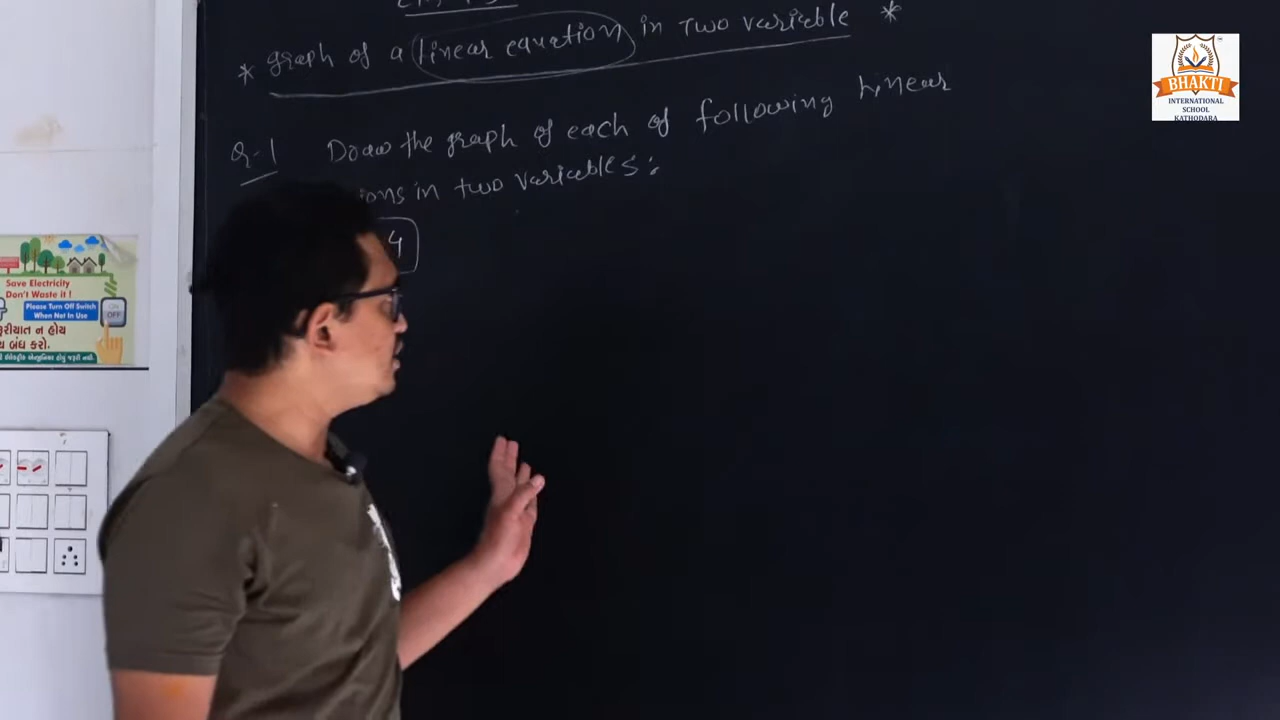 * graph of a linear equation in two variable *
Q-1 Draw the graph of each of following linear
ions in two variables:
4
Save Electricity
Don't Waste it !
Please Turn Off Switch
When Not In Use
ON
OFF
રીયાત ન હોય
બંધ કરો.
BHAKTI
INTERNATIONAL
SCHOOL
KATHODARA